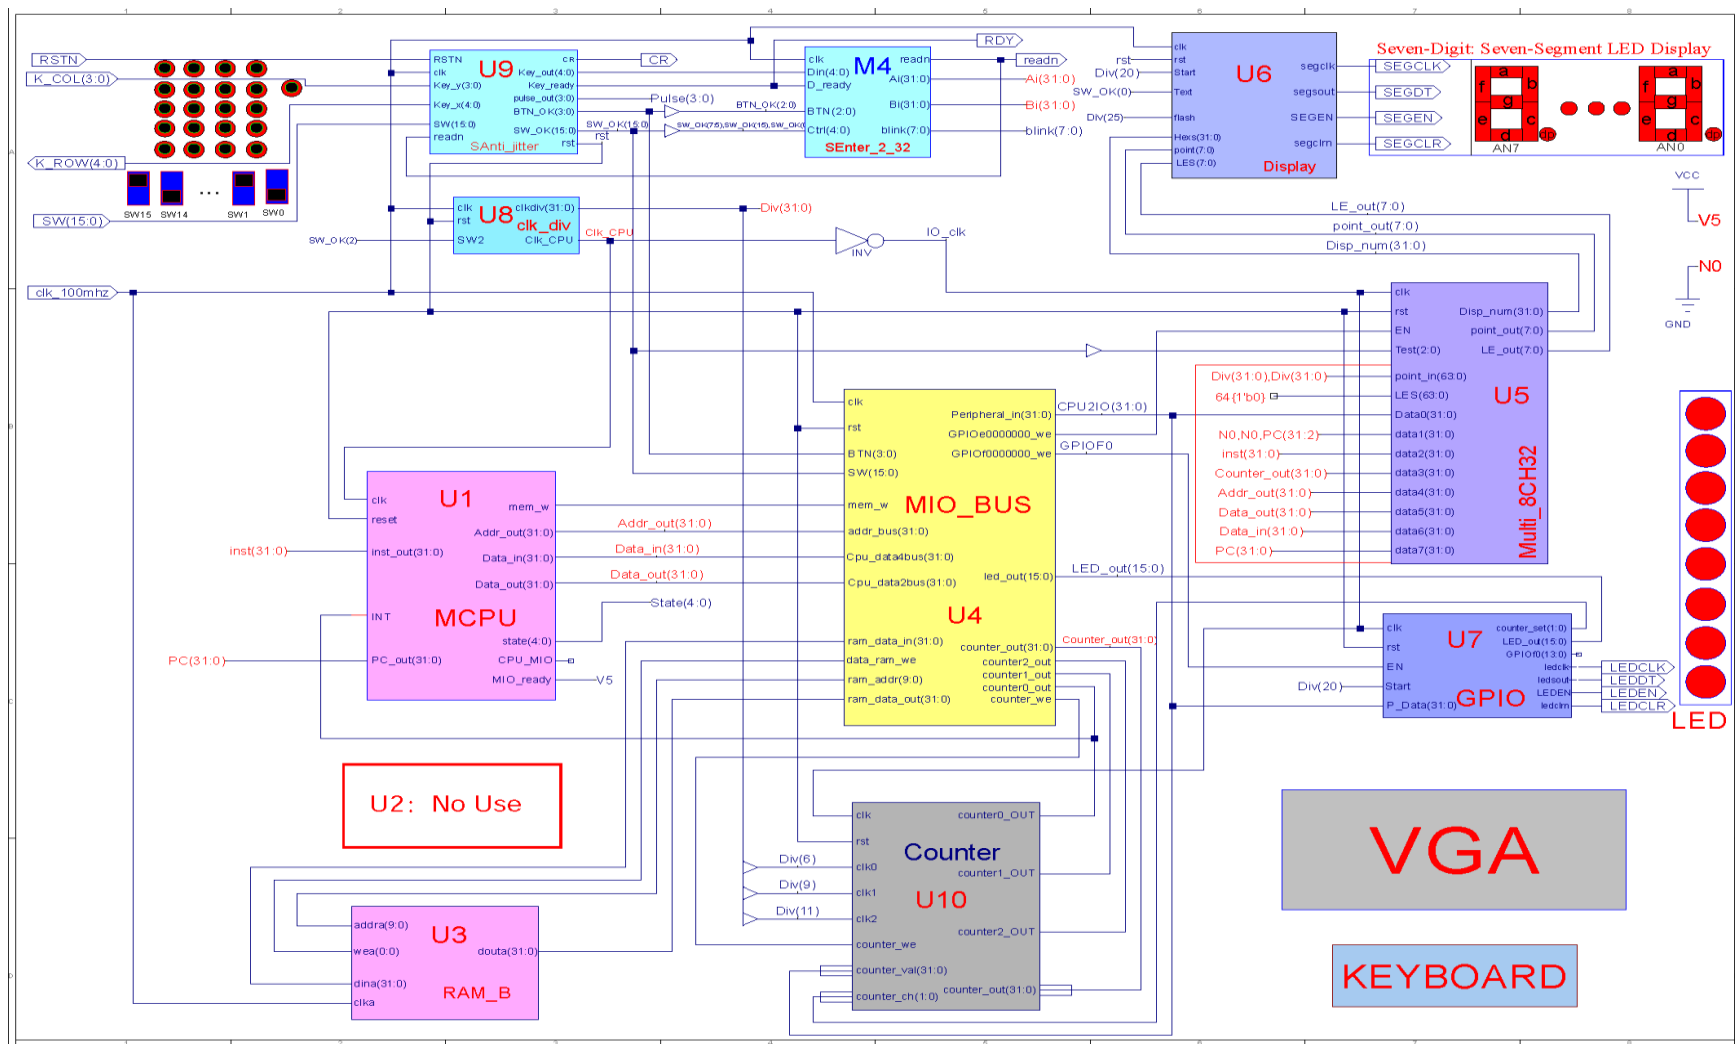 RSTN
K_COL(3:0)
K_ROW(4:0)
SW15 SW14 ... SW1 SW0
SW(15:0)
clk_100mhz
RSTN
clk
Key_y(3:0)
Key_x(4:0)
SW(15:0)
readn
U9
CR
Key_out(4:0)
Key_ready
pulse_out(3:0)
BTN_OK(3:0)
SW_OK(15:0)
rst
SAnti_jitter
CR
Pulse(3:0)
BTN_OK(2:0)
SW_OK(15:0)
rst
clk
Din(4:0)
D_ready
BTN(2:0)
Ctrl(4:0)
M4
readn
Ai(31:0)
Bi(31:0)
blink(7:0)
SEnter_2_32
RDY
readn
Ai(31:0)
Bi(31:0)
blink(7:0)
rst
Div(20)
SW_OK(0)
Div(25)
clk
rst
Start
Text
flash
Hexs(31:0)
point(7:0)
LES(7:0)
U6
segclk
segsout
SEGEN
segclrn
Display
Seven-Digit: Seven-Segment LED Display
SEGCLK
SEGDT
SEGEN
SEGCLR
a
f b
g
e c
d dp
AN7
a
f b
g
e c
d dp
AN0
VCC
V5
N0
GND
SW_OK(2)
clk
rst
SW2
U8
clkdiv(31:0)
clk_div
Clk_CPU
Div(31:0)
Clk_CPU
INV
IO_clk
LE_out(7:0)
point_out(7:0)
Disp_num(31:0)
clk
rst
EN
Test(2:0)
point_in(63:0)
LES(63:0)
Data0(31:0)
data1(31:0)
data2(31:0)
data3(31:0)
data4(31:0)
data5(31:0)
data6(31:0)
data7(31:0)
Disp_num(31:0)
point_out(7:0)
LE_out(7:0)
U5
Multi_8CH32
Div(31:0),Div(31:0)
64{1'b0}
N0,N0,PC(31:2)
inst(31:0)
Counter_out(31:0)
Addr_out(31:0)
Data_out(31:0)
Data_in(31:0)
PC(31:0)
clk
rst
BTN(3:0)
SW(15:0)
mem_w
addr_bus(31:0)
Cpu_data4bus(31:0)
Cpu_data2bus(31:0)
ram_data_in(31:0)
data_ram_we
ram_addr(9:0)
ram_data_out(31:0)
Peripheral_in(31:0)
GPIOe0000000_we
GPIOf0000000_we
MIO_BUS
led_out(15:0)
U4
counter_out(31:0)
counter2_out
counter1_out
counter0_out
counter_we
CPU2IO(31:0)
GPIOF0
LED_out(15:0)
Counter_out(31:0)
inst(31:0)
PC(31:0)
clk
reset
inst_out(31:0)
INT
PC_out(31:0)
U1
mem_w
Addr_out(31:0)
Data_in(31:0)
Data_out(31:0)
MCPU
state(4:0)
CPU_MIO
MIO_ready
Addr_out(31:0)
Data_in(31:0)
Data_out(31:0)
State(4:0)
V5
clk
rst
EN
Start
P_Data(31:0)
U7
GPIO
counter_set(1:0)
LED_out(15:0)
GPIOf0(13:0)
ledclk
ledsout
LEDEN
ledclrn
Div(20)
LEDCLK
LEDDT
LEDEN
LEDCLR
LED
U2: No Use
addra(9:0)
wea(0:0)
dina(31:0)
clka
U3
douta(31:0)
RAM_B
Div(6)
Div(9)
Div(11)
clk
rst
clk0
clk1
clk2
counter_we
counter_val(31:0)
counter_ch(1:0)
counter0_OUT
Counter
counter1_OUT
U10
counter2_OUT
counter_out(31:0)
VGA
KEYBOARD